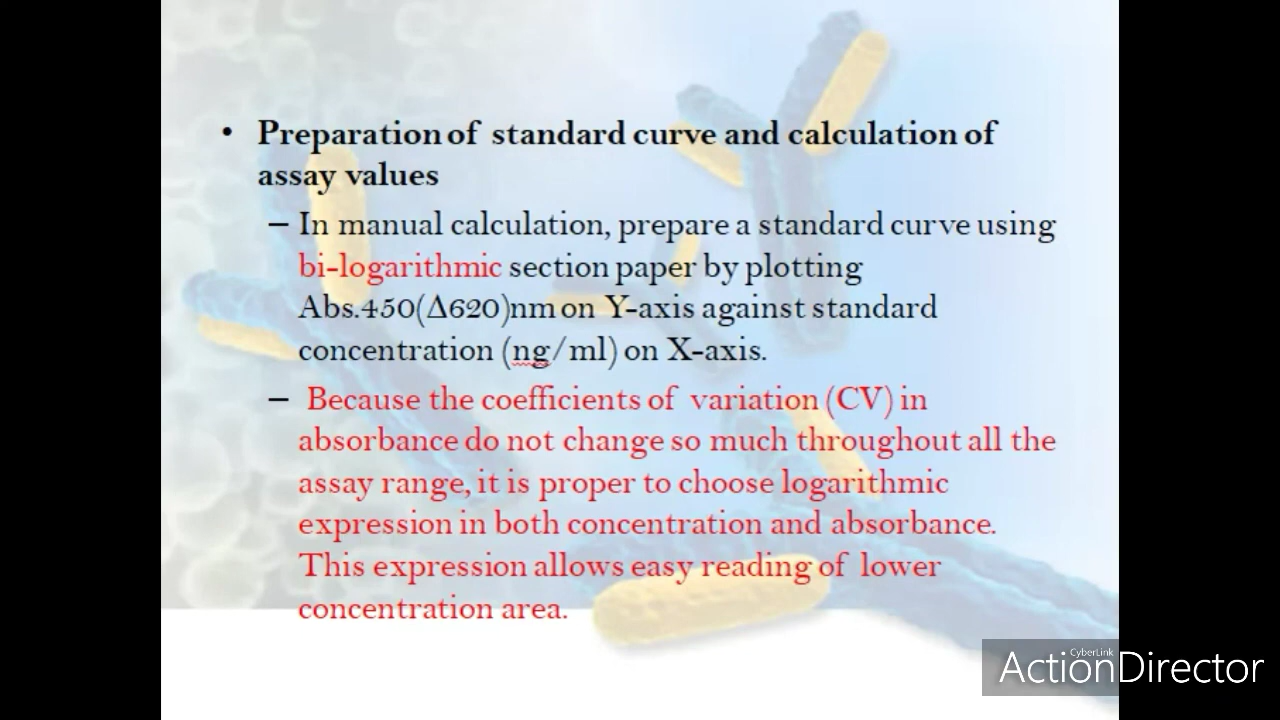 • Preparation of standard curve and calculation of
assay values
– In manual calculation, prepare a standard curve using
bi-logarithmic section paper by plotting
Abs.450(Δ620)nm on Y-axis against standard
concentration (ng/ml) on X-axis.
– Because the coefficients of variation (CV) in
absorbance do not change so much throughout all the
assay range, it is proper to choose logarithmic
expression in both concentration and absorbance.
This expression allows easy reading of lower
concentration area.
CyberLink
ActionDirector